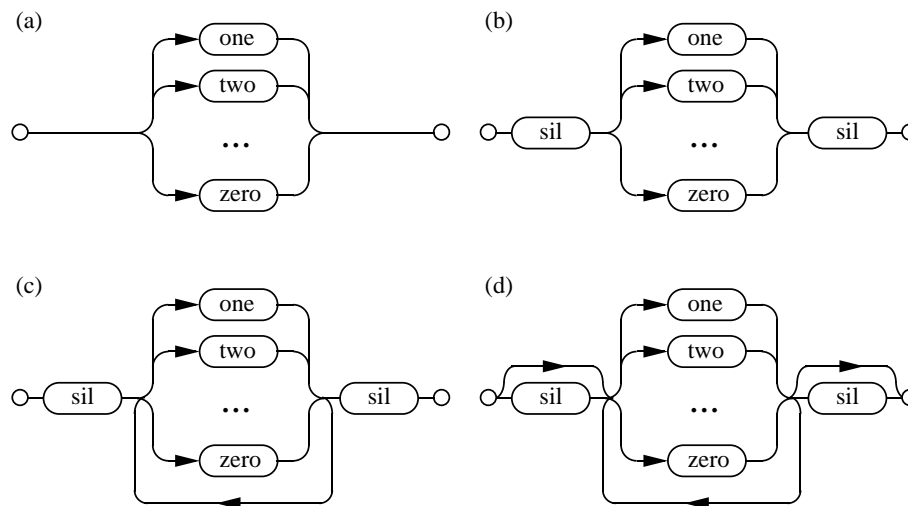 (a)
one
two
...
zero
(b)
sil
one
two
...
zero
sil
(c)
sil
one
two
...
zero
sil
(d)
sil
one
two
...
zero
sil